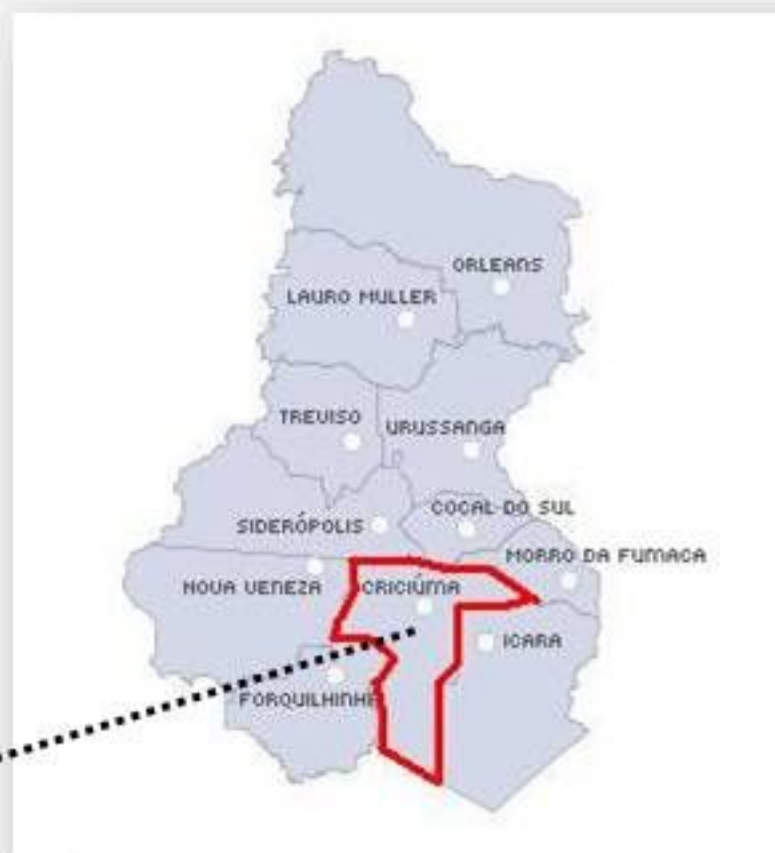 ORLEANS
LAURO MULLER
TREVISO
URUSSANGA
COCAL DO SUL
SIDERÓPOLIS
MORRO DA FUMACA
NOVA VENEZA
CRICIÚMA
ICARA
FORQUILHINHA